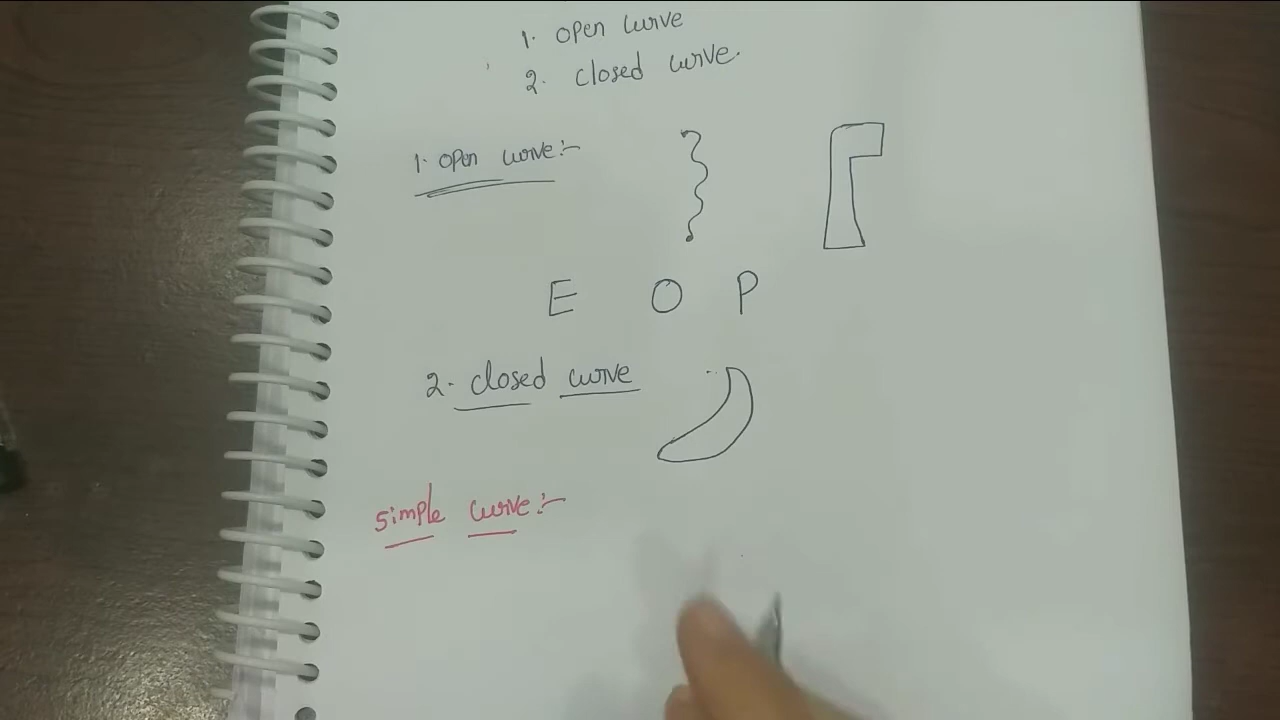 1. open curve
2. closed curve.
1. open curve:-
E O P
2. closed curve
simple curve:-